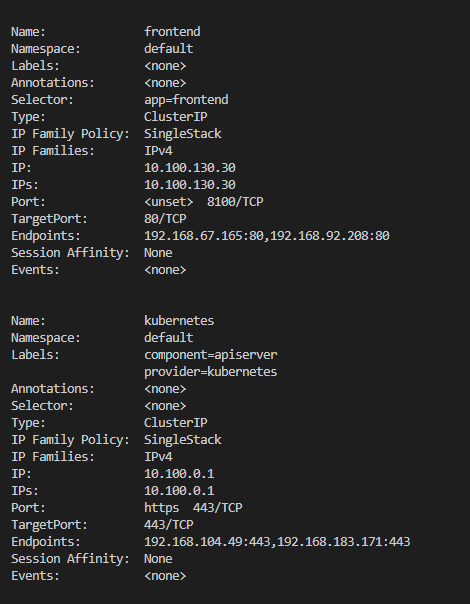 Name:              frontend
Namespace:         default
Labels:            <none>
Annotations:       <none>
Selector:          app=frontend
Type:              ClusterIP
IP Family Policy:  SingleStack
IP Families:       IPv4
IP:                10.100.130.30
IPs:               10.100.130.30
Port:              <unset>  8100/TCP
TargetPort:        80/TCP
Endpoints:         192.168.67.165:80,192.168.92.208:80
Session Affinity:  None
Events:            <none>
Name:              kubernetes
Namespace:         default
Labels:            component=apiserver
                   provider=kubernetes
Annotations:       <none>
Selector:          <none>
Type:              ClusterIP
IP Family Policy:  SingleStack
IP Families:       IPv4
IP:                10.100.0.1
IPs:               10.100.0.1
Port:              https  443/TCP
TargetPort:        443/TCP
Endpoints:         192.168.104.49:443,192.168.183.171:443
Session Affinity:  None
Events:            <none>